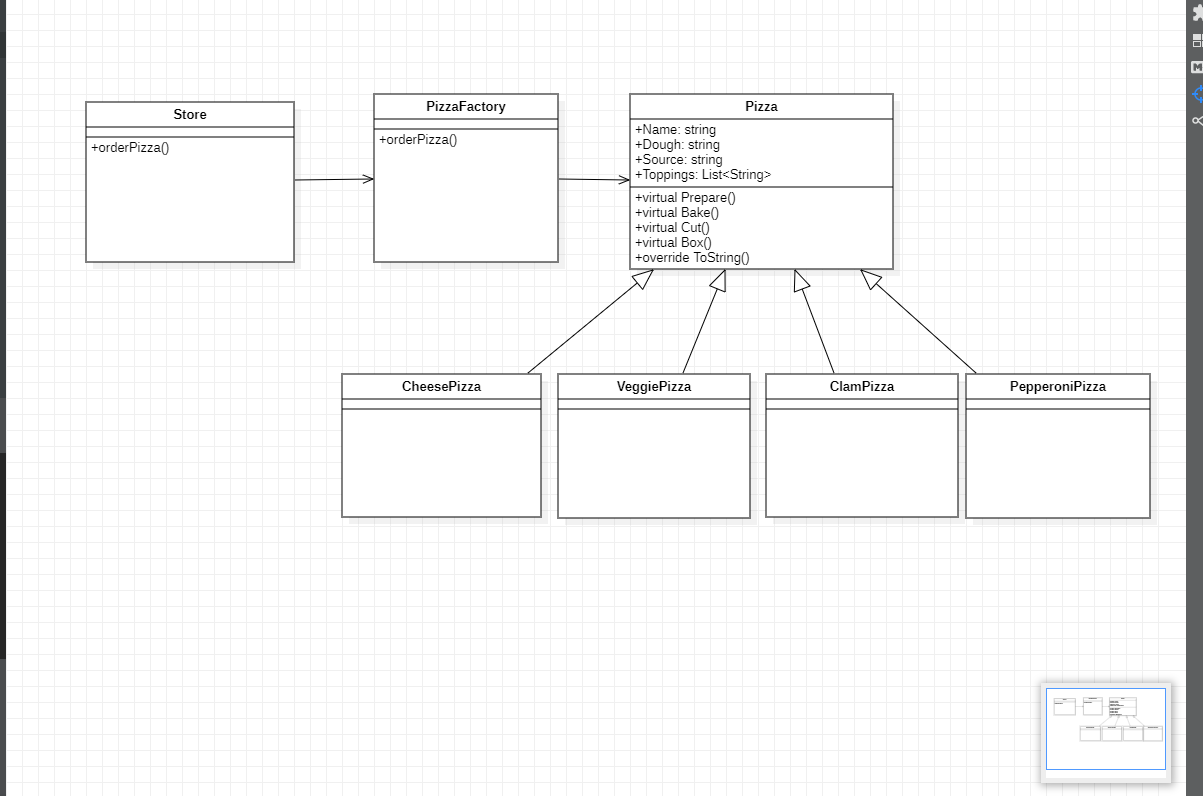 Store
+orderPizza()
PizzaFactory
+orderPizza()
Pizza
+Name: string
+Dough: string
+Source: string
+Toppings: List<String>
+virtual Prepare()
+virtual Bake()
+virtual Cut()
+virtual Box()
+override ToString()
CheesePizza
VeggiePizza
ClamPizza
PepperoniPizza